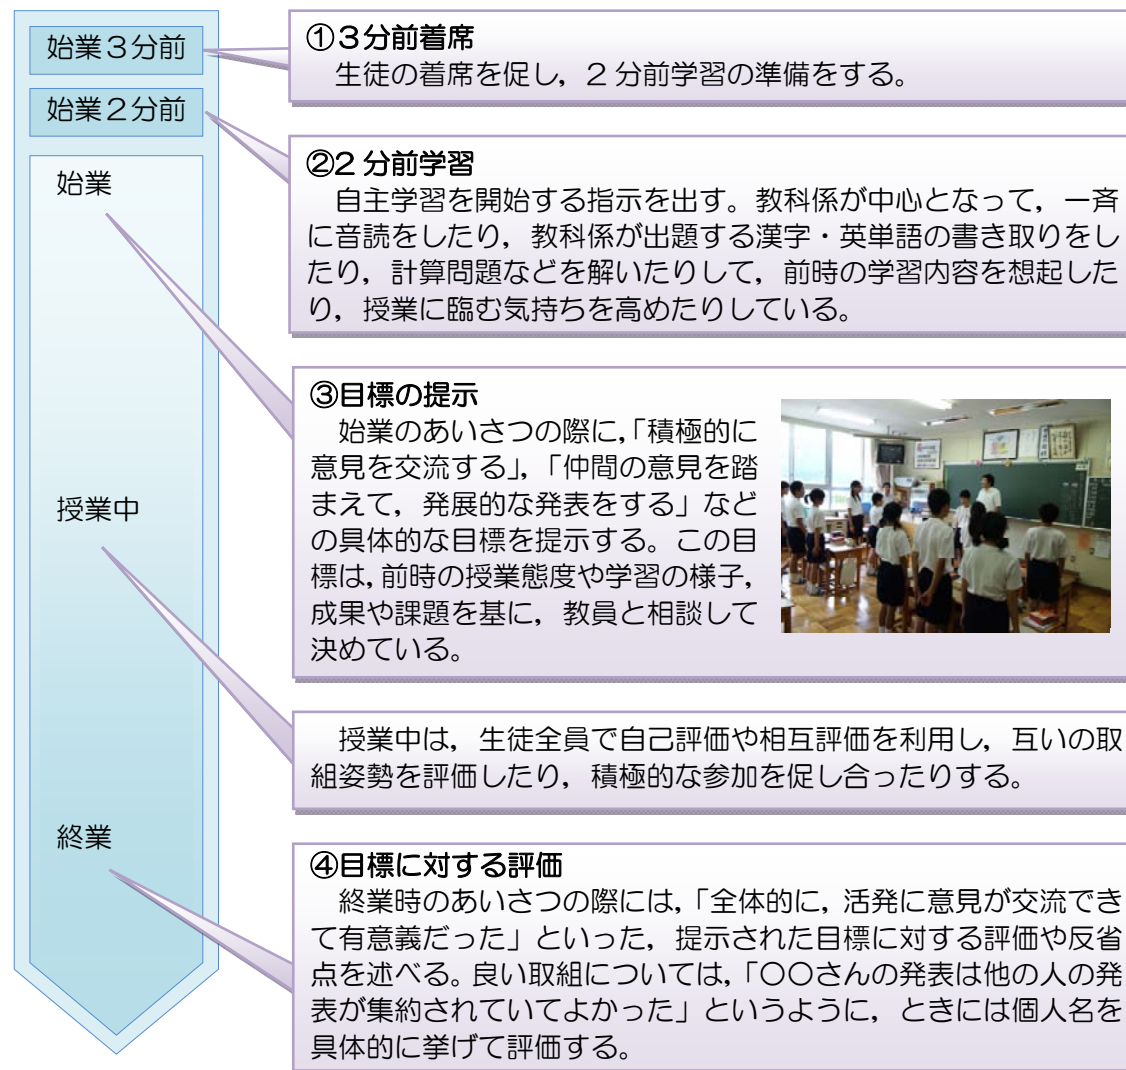 始業３分前
①３分前着席
生徒の着席を促し，２分前学習の準備をする。
始業２分前
②２分前学習
自主学習を開始する指示を出す。教科係が中心となって，一斉
に音読をしたり，教科係が出題する漢字・英単語の書き取りをし
たり，計算問題などを解いたりして，前時の学習内容を想起した
り，授業に臨む気持ちを高めたりしている。
始業
③目標の提示
始業のあいさつの際に，「積極的に
意見を交流する」，「仲間の意見を踏
まえて，発展的な発表をする」など
の具体的な目標を提示する。この目
標は，前時の授業態度や学習の様子，
成果や課題を基に，教員と相談して
決めている。
授業中
授業中は，生徒全員で自己評価や相互評価を利用し，互いの取
組姿勢を評価したり，積極的な参加を促し合ったりする。
終業
④目標に対する評価
終業時のあいさつの際には，「全体的に，活発に意見が交流でき
て有意義だった」といった，提示された目標に対する評価や反省
点を述べる。良い取組については，「〇〇さんの発表は他の人の発
表が集約されていてよかった」というように，ときには個人名を
具体的に挙げて評価する。